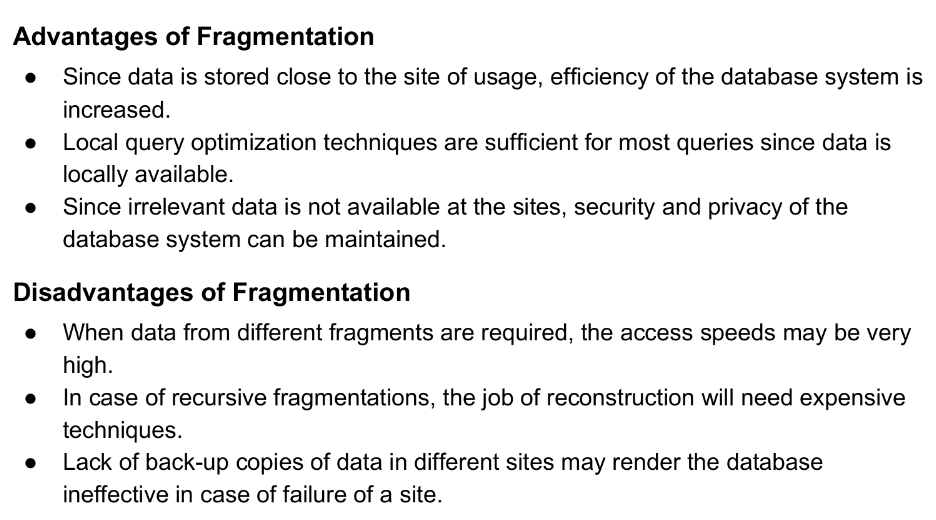 Advantages of Fragmentation
● Since data is stored close to the site of usage, efficiency of the database system is
increased.
● Local query optimization techniques are sufficient for most queries since data is
locally available.
● Since irrelevant data is not available at the sites, security and privacy of the
database system can be maintained.
Disadvantages of Fragmentation
● When data from different fragments are required, the access speeds may be very
high.
● In case of recursive fragmentations, the job of reconstruction will need expensive
techniques.
● Lack of back-up copies of data in different sites may render the database
ineffective in case of failure of a site.